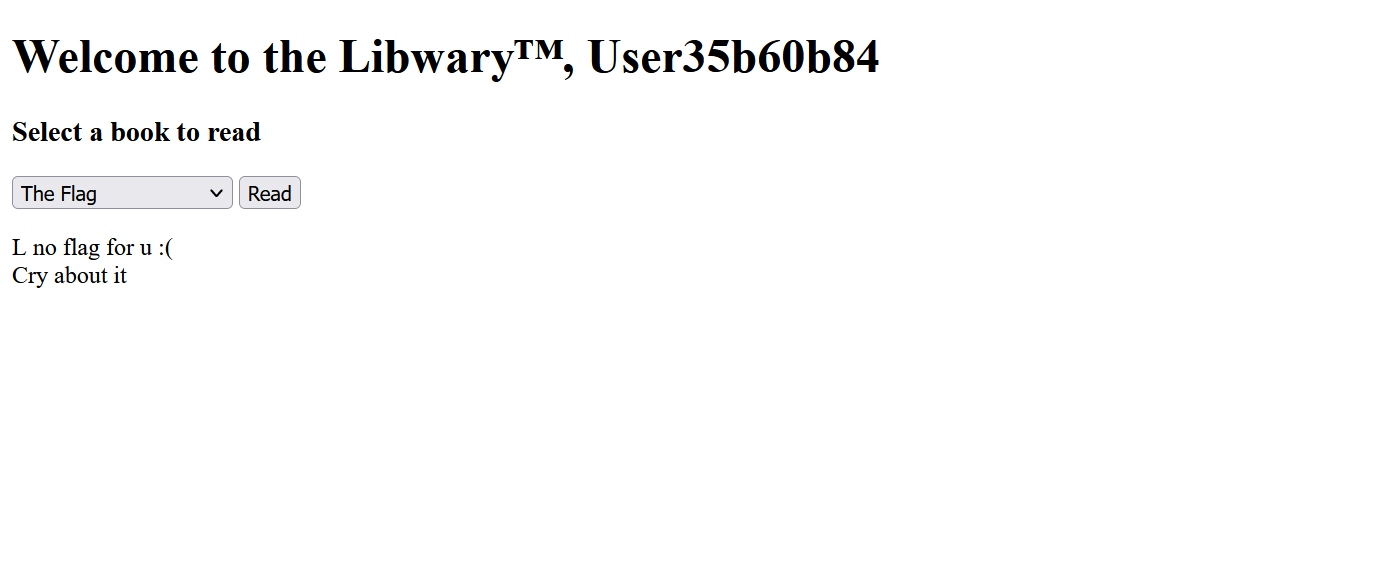 Welcome to the Libwary™, User35b60b84
Select a book to read
The Flag Read
L no flag for u :(
Cry about it